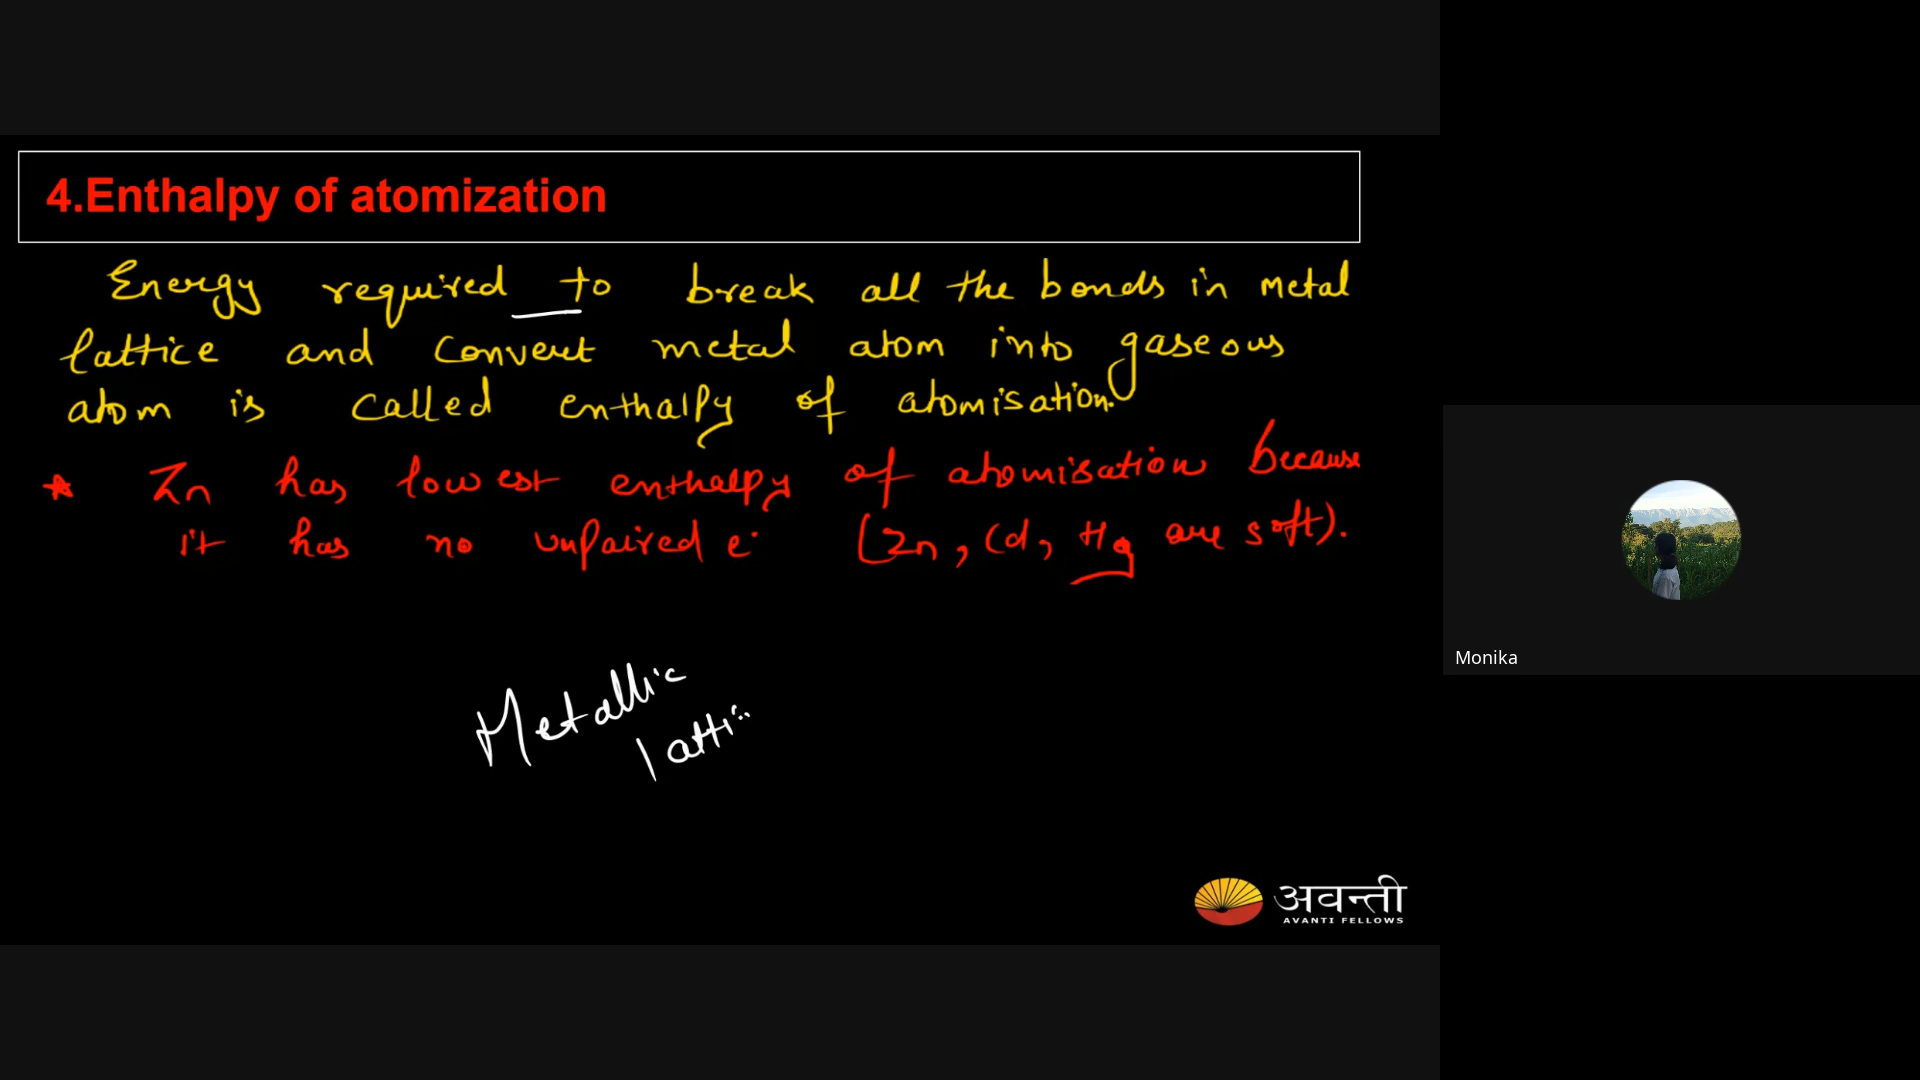 4.Enthalpy of atomization
Energy required to break all the bonds in metal
lattice and convert metal atom into gaseous
atom is called enthalpy of atomisation.
★ Zn has lowest enthalpy of atomisation because
it has no unpaired e⁻ (Zn, Cd, Hg are soft).
Metallic
latti
Monika
अवन्ती
AVANTI FELLOWS